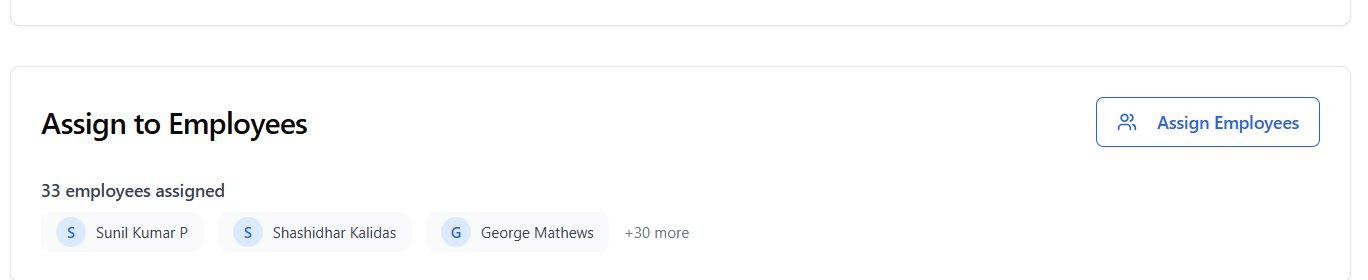 Assign to Employees
Assign Employees
33 employees assigned
S Sunil Kumar P S Shashidhar Kalidas G George Mathews +30 more